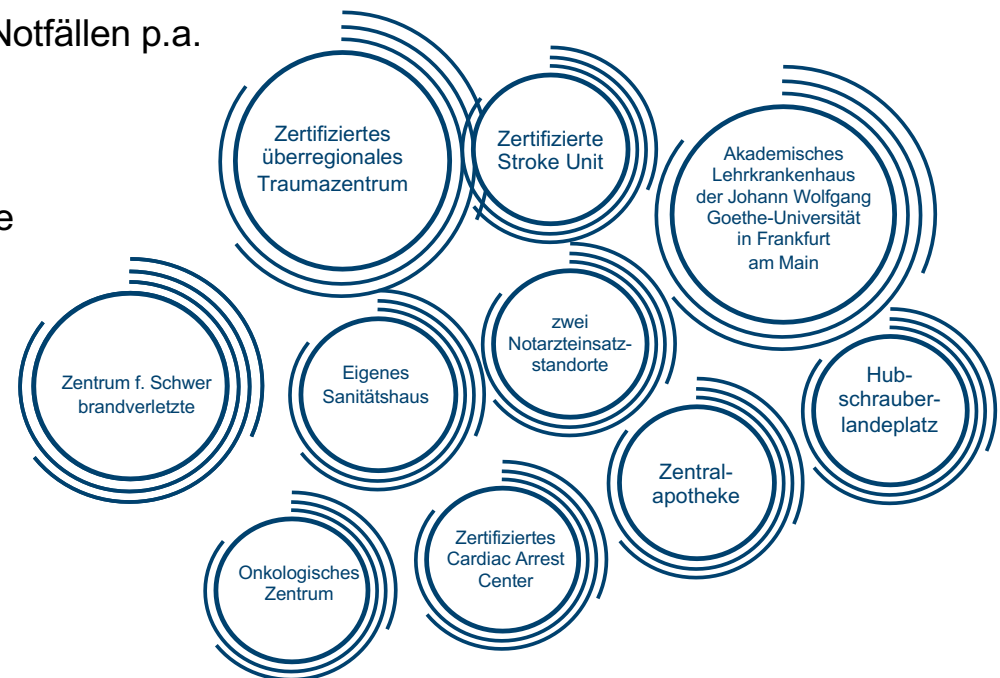 Notfällen p.a.
e
Zertifiziertes
überregionales
Traumazentrum
Zertifizierte
Stroke Unit
Akademisches
Lehrkrankenhaus
der Johann Wolfgang
Goethe-Universität
in Frankfurt
am Main
Zentrum f. Schwer
brandverletzte
Eigenes
Sanitätshaus
zwei
Notarzteinsatz-
standorte
Hub-
schrauber-
landeplatz
Zentral-
apotheke
Onkologisches
Zentrum
Zertifiziertes
Cardiac Arrest
Center